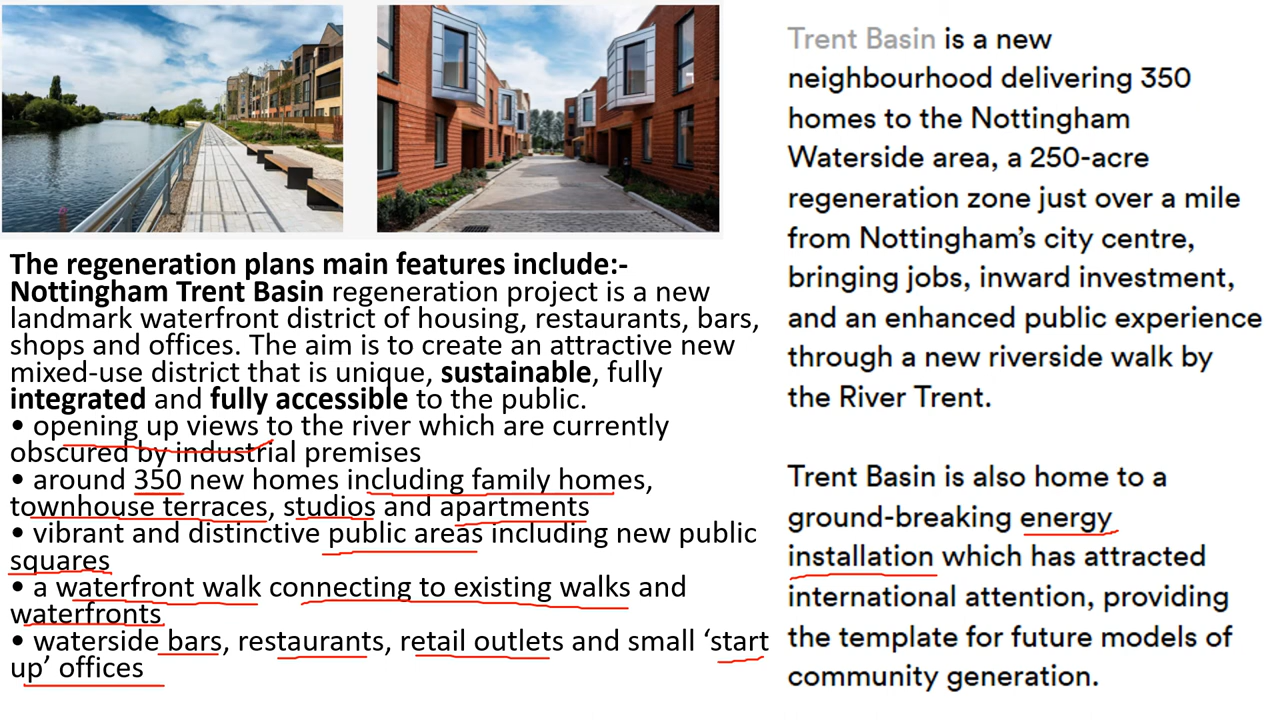 The regeneration plans main features include:-
Nottingham Trent Basin regeneration project is a new
landmark waterfront district of housing, restaurants, bars,
shops and offices. The aim is to create an attractive new
mixed-use district that is unique, sustainable, fully
integrated and fully accessible to the public.
• opening up views to the river which are currently
obscured by industrial premises
• around 350 new homes including family homes,
townhouse terraces, studios and apartments
• vibrant and distinctive public areas including new public
squares
• a waterfront walk connecting to existing walks and
waterfronts
• waterside bars, restaurants, retail outlets and small ‘start
up’ offices
Trent Basin is a new
neighbourhood delivering 350
homes to the Nottingham
Waterside area, a 250-acre
regeneration zone just over a mile
from Nottingham’s city centre,
bringing jobs, inward investment,
and an enhanced public experience
through a new riverside walk by
the River Trent.
Trent Basin is also home to a
ground-breaking energy
installation which has attracted
international attention, providing
the template for future models of
community generation.